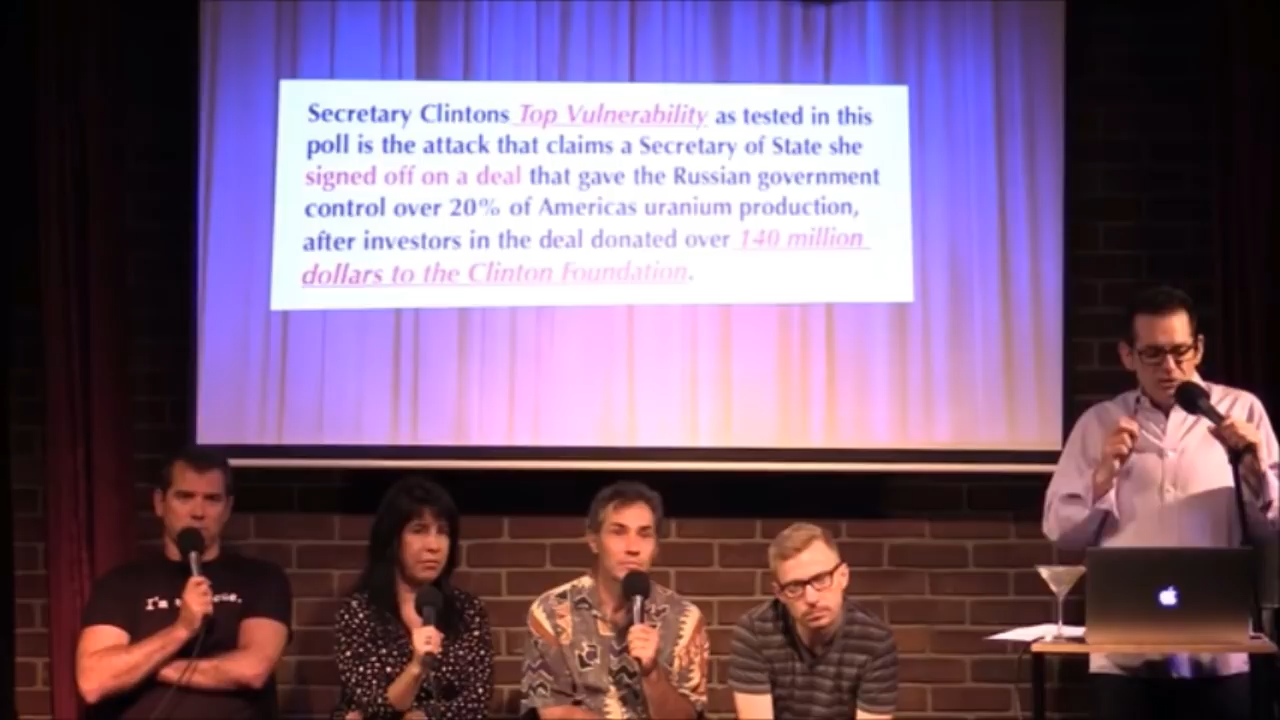 Secretary Clintons Top Vulnerability as tested in this
poll is the attack that claims a Secretary of State she
signed off on a deal that gave the Russian government
control over 20% of Americas uranium production,
after investors in the deal donated over 140 million
dollars to the Clinton Foundation.
I'm